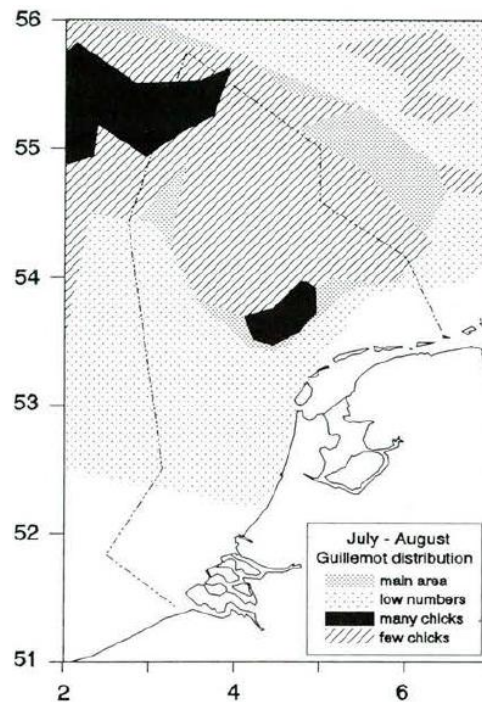 56
55
54
53
52
51
2
4
6
July - August
Guillemot distribution
main area
low numbers
many chicks
few chicks